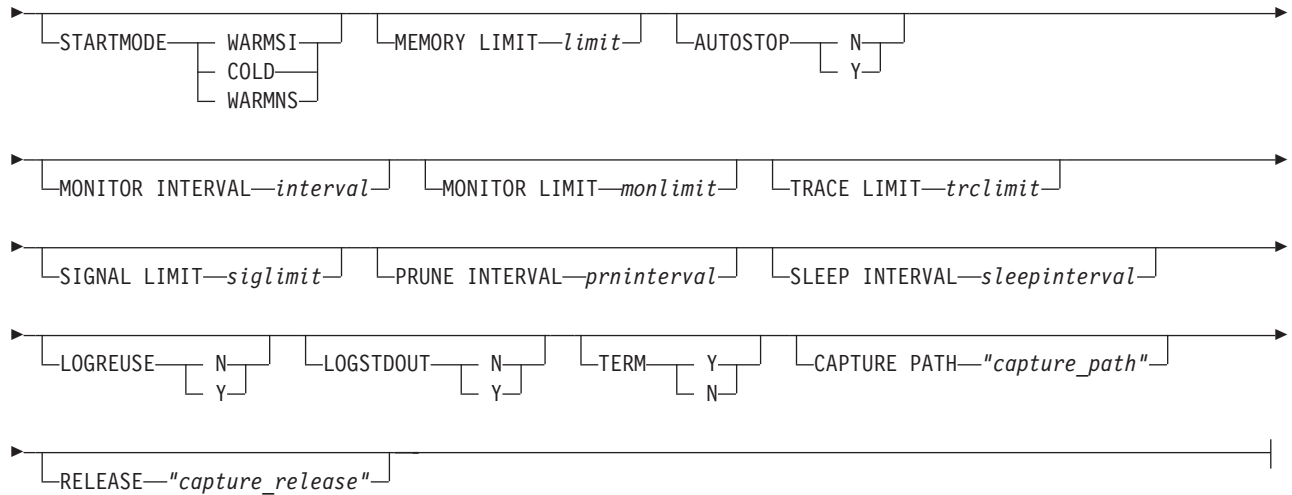 STARTMODE WARMSI MEMORY LIMIT limit AUTOSTOP N
COLD Y
WARMNS
MONITOR INTERVAL interval MONITOR LIMIT monlimit TRACE LIMIT trclimit
SIGNAL LIMIT siglimit PRUNE INTERVAL prninterval SLEEP INTERVAL sleepinterval
LOGREUSE N LOGSTDOUT N TERM Y CAPTURE PATH "capture_path"
Y Y N
RELEASE "capture_release"